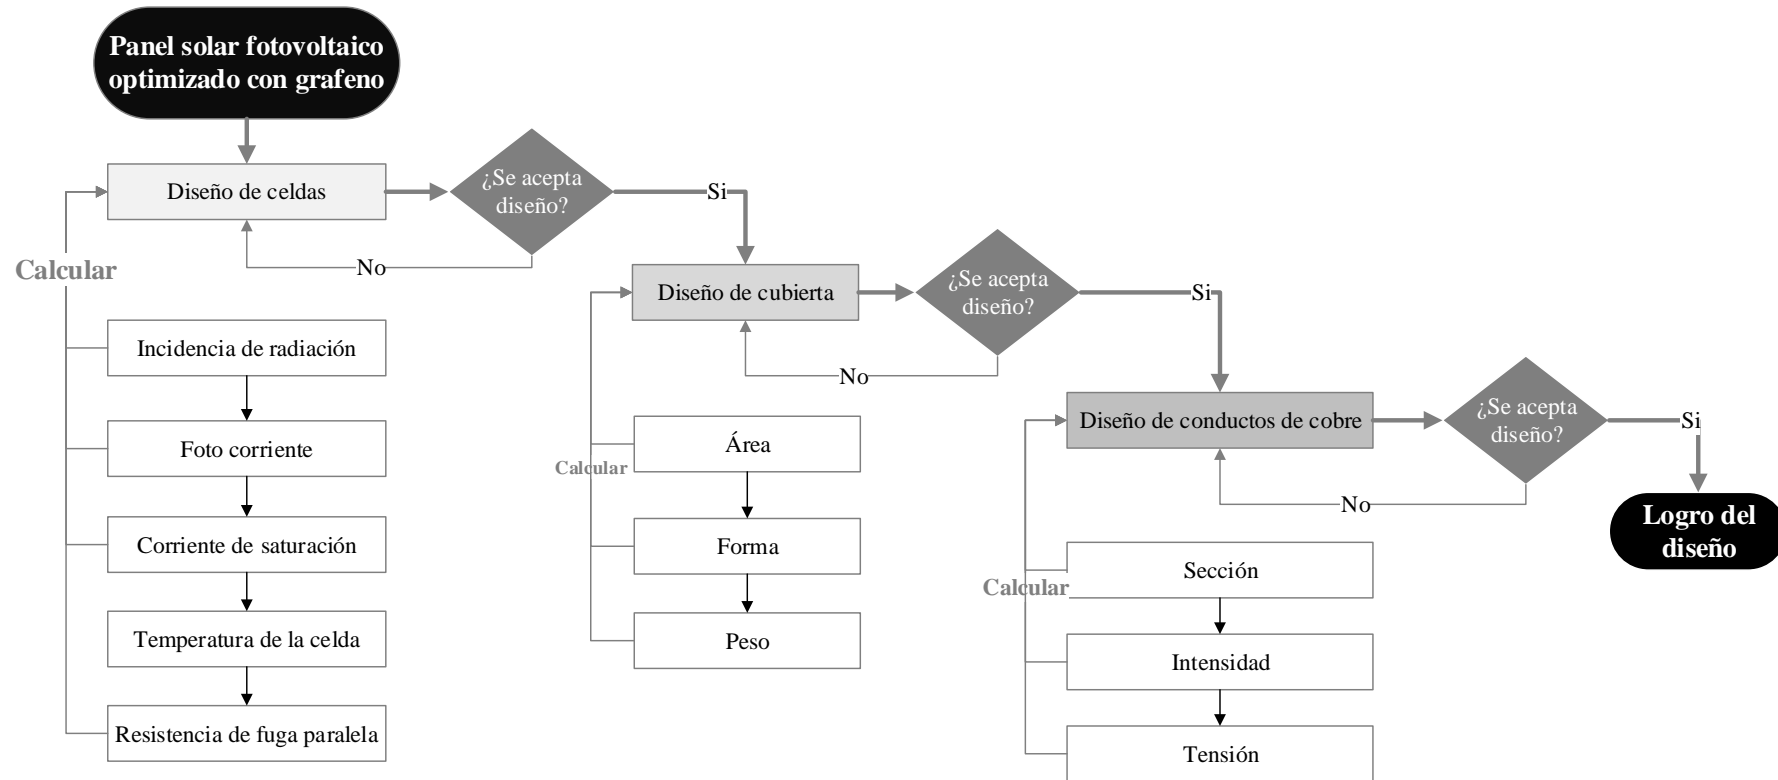 Panel solar fotovoltaico
optimizado con grafeno
Diseño de celdas
¿Se acepta
diseño?
Si
No
Calcular
Incidencia de radiación
Foto corriente
Corriente de saturación
Temperatura de la celda
Resistencia de fuga paralela
Diseño de cubierta
¿Se acepta
diseño?
Si
No
Calcular
Área
Forma
Peso
Diseño de conductos de cobre
¿Se acepta
diseño?
Si
No
Calcular
Sección
Intensidad
Tensión
Logro del
diseño